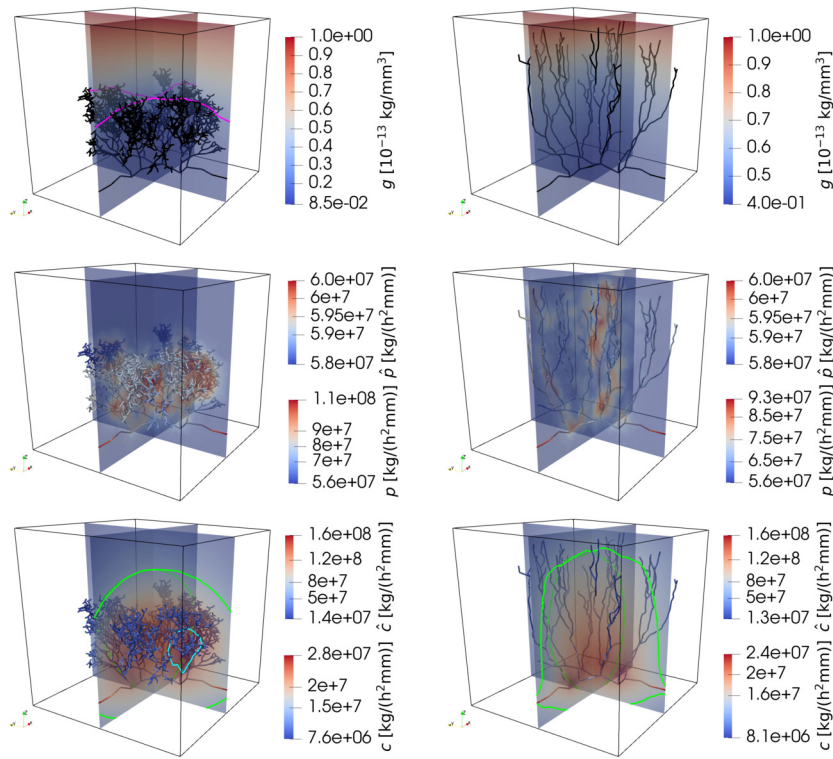 1.0e+00
0.9
0.8
0.7
0.6
0.5
0.4
0.3
0.2
8.5e-02
g [10⁻¹³ kg/mm³]
1.0e+00
0.9
0.8
0.7
0.6
0.5
4.0e-01
g [10⁻¹³ kg/mm³]
6.0e+07
6e+7
5.95e+7
5.9e+7
5.8e+07
p̂ [kg/(h²mm)]
1.1e+08
9e+7
8e+7
7e+7
5.6e+07
p [kg/(h²mm)]
6.0e+07
6e+7
5.95e+7
5.9e+7
5.8e+07
p̂ [kg/(h²mm)]
9.3e+07
8.5e+7
7.5e+7
6.5e+7
5.6e+07
p [kg/(h²mm)]
1.6e+08
1.2e+8
8e+7
5e+7
1.4e+07
ĉ [kg/(h²mm)]
2.8e+07
2e+7
1.5e+7
7.6e+06
c [kg/(h²mm)]
1.6e+08
1.2e+8
8e+7
5e+7
1.3e+07
ĉ [kg/(h²mm)]
2.4e+07
2e+7
1.6e+7
8.1e+06
c [kg/(h²mm)]